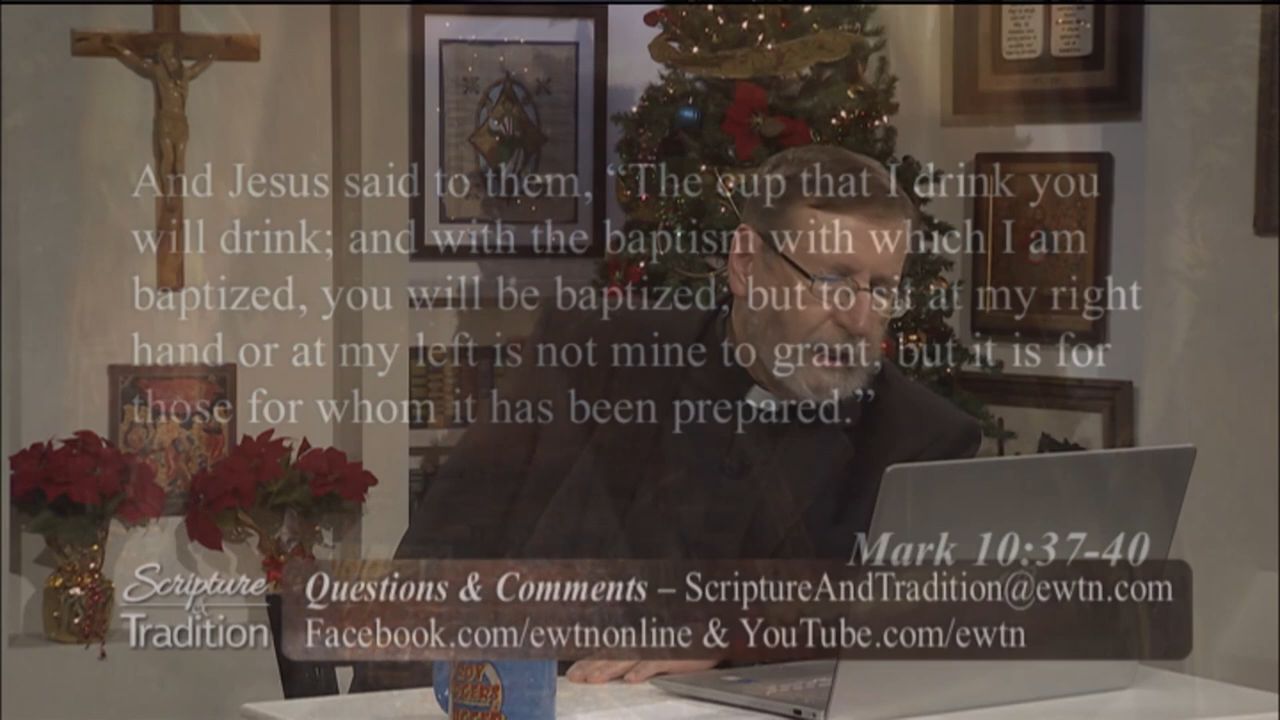 And Jesus said to them, “The cup that I drink you
will drink; and with the baptism with which I am
baptized, you will be baptized, but to sit at my right
hand or at my left is not mine to grant, but it is for
those for whom it has been prepared.”
Mark 10:37-40
Scripture
&
Tradition
Questions & Comments – ScriptureAndTradition@ewtn.com
Facebook.com/ewtnonline & YouTube.com/ewtn